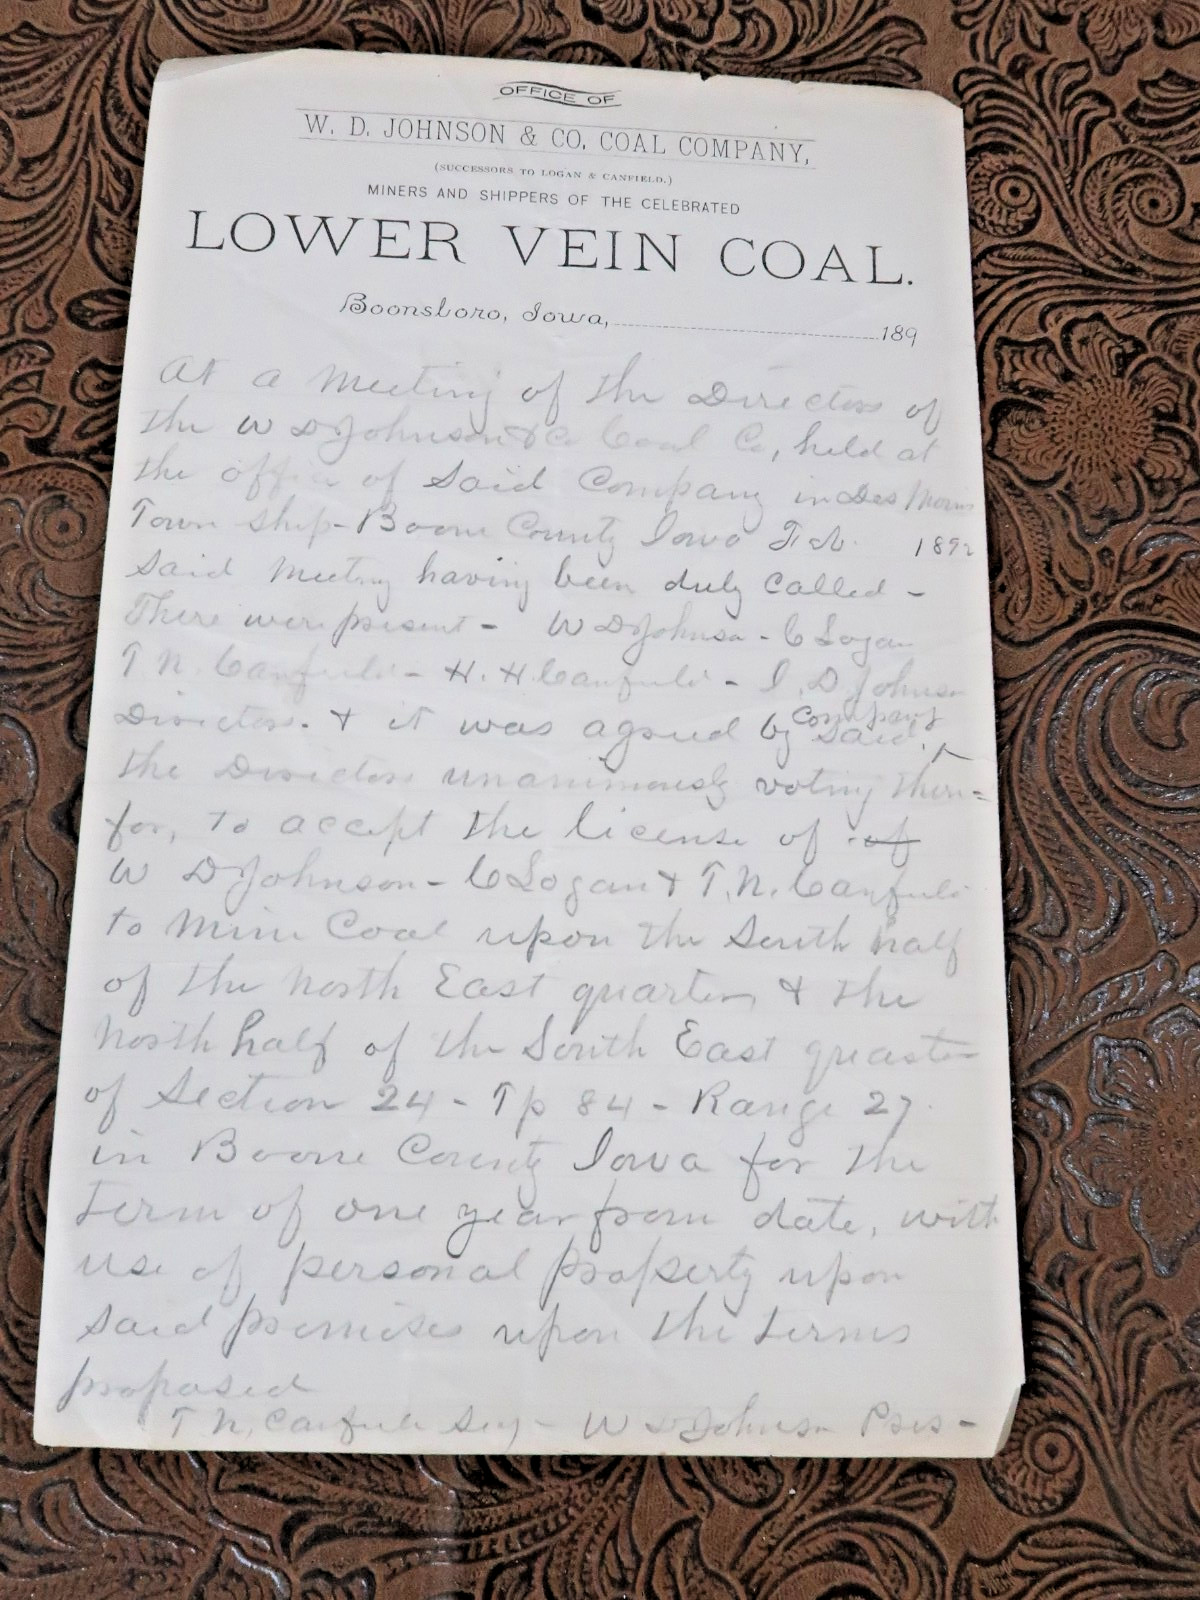 OFFICE OF
W. D. JOHNSON & CO. COAL COMPANY,
(SUCCESSORS TO LOGAN & CANFIELD.)
MINERS AND SHIPPERS OF THE CELEBRATED
LOWER VEIN COAL.
Boonsboro, Iowa, 189
At a Meeting of the Directors of
the W D Johnson & Co Coal Co, held at
the office of Said Company in Des Moines
Town ship - Boone County Iowa Feb. 1892
Said Meeting having been duly Called -
There were present - W D Johnson - C Logan
T. N. Canfield - H. H. Canfield - I. D Johnson
Directors. & it was agreed by Said Company
the Directors unanimously voting there=
for, to accept the license of of
W D Johnson - C Logan & T. N. Canfield
to Mine Coal upon the South half
of the North East quarter & the
North half of the South East quarter
of Section 24 - Tp 84 - Range 27.
in Boone County Iowa for the
term of one year from date, with
use of personal property upon
said premises upon the terms
proposed
T N. Canfield Secy - W D Johnson Pres -